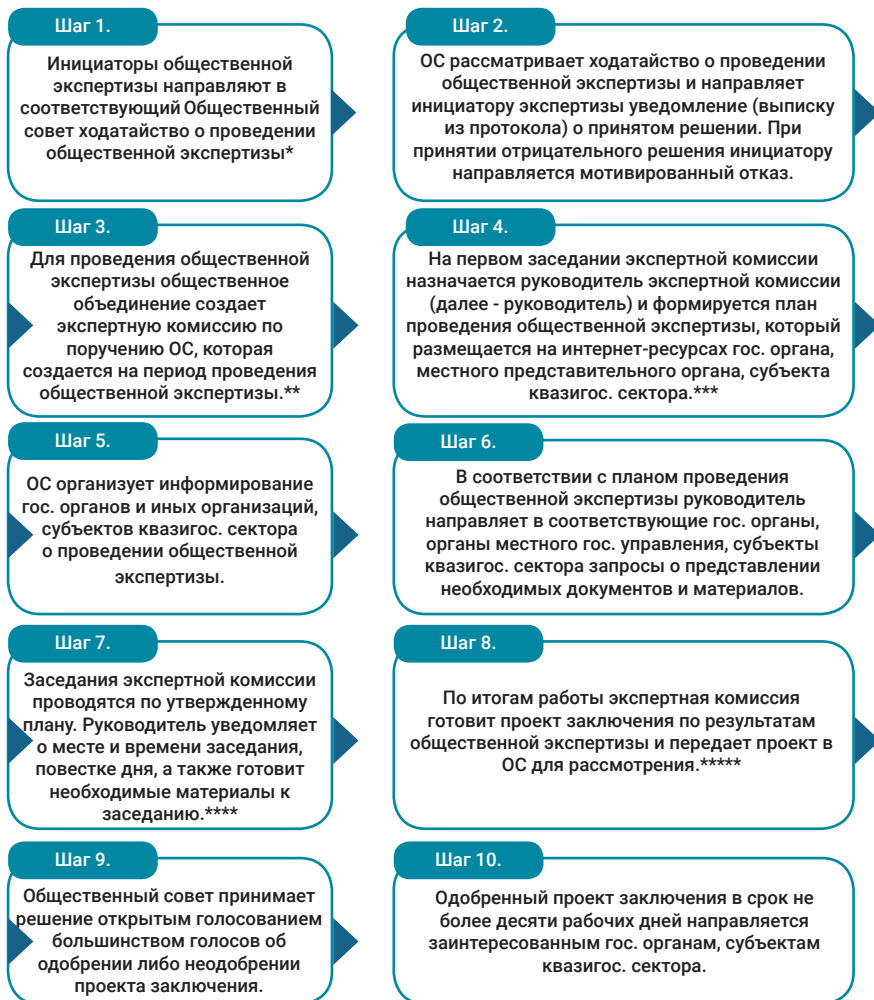 Шаг 1.
Инициаторы общественной
экспертизы направляют в
соответствующий Общественный
совет ходатайство о проведении
общественной экспертизы*
Шаг 2.
ОС рассматривает ходатайство о проведении
общественной экспертизы и направляет
инициатору экспертизы уведомление (выписку
из протокола) о принятом решении. При
принятии отрицательного решения инициатору
направляется мотивированный отказ.
Шаг 3.
Для проведения общественной
экспертизы общественное
объединение создает
экспертную комиссию по
поручению ОС, которая
создается на период проведения
общественной экспертизы.**
Шаг 4.
На первом заседании экспертной комиссии
назначается руководитель экспертной комиссии
(далее - руководитель) и формируется план
проведения общественной экспертизы, который
размещается на интернет-ресурсах гос. органа,
местного представительного органа, субъекта
квазигос. сектора.***
Шаг 5.
ОС организует информирование
гос. органов и иных организаций,
субъектов квазигос. сектора
о проведении общественной
экспертизы.
Шаг 6.
В соответствии с планом проведения
общественной экспертизы руководитель
направляет в соответствующие гос. органы,
органы местного гос. управления, субъекты
квазигос. сектора запросы о представлении
необходимых документов и материалов.
Шаг 7.
Заседания экспертной комиссии
проводятся по утвержденному
плану. Руководитель уведомляет
о месте и времени заседания,
повестке дня, а также готовит
необходимые материалы к
заседанию.****
Шаг 8.
По итогам работы экспертная комиссия
готовит проект заключения по результатам
общественной экспертизы и передает проект в
ОС для рассмотрения.*****
Шаг 9.
Общественный совет принимает
решение открытым голосованием
большинством голосов об
одобрении либо неодобрении
проекта заключения.
Шаг 10.
Одобренный проект заключения в срок не
более десяти рабочих дней направляется
заинтересованным гос. органам, субъектам
квазигос. сектора.